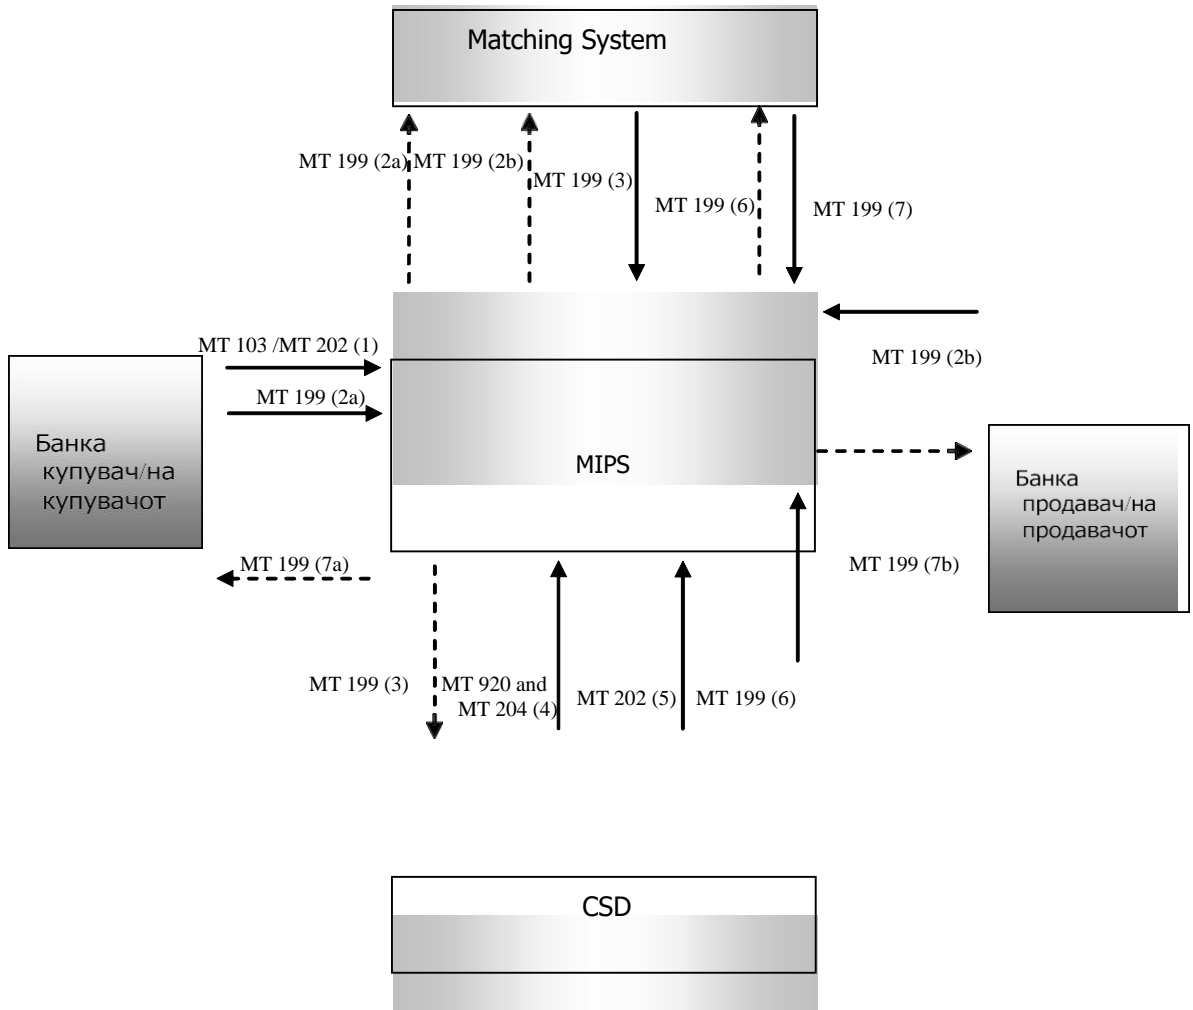 Matching System
MT 199 (2a)
MT 199 (2b)
MT 199 (3)
MT 199 (6)
MT 199 (7)
MT 103 /MT 202 (1)
MT 199 (2b)
MT 199 (2a)
Банка
купувач/на
купувачот
MIPS
Банка
продавач/на
продавачот
MT 199 (7a)
MT 199 (7b)
MT 199 (3)
MT 920 and
MT 204 (4)
MT 202 (5)
MT 199 (6)
CSD